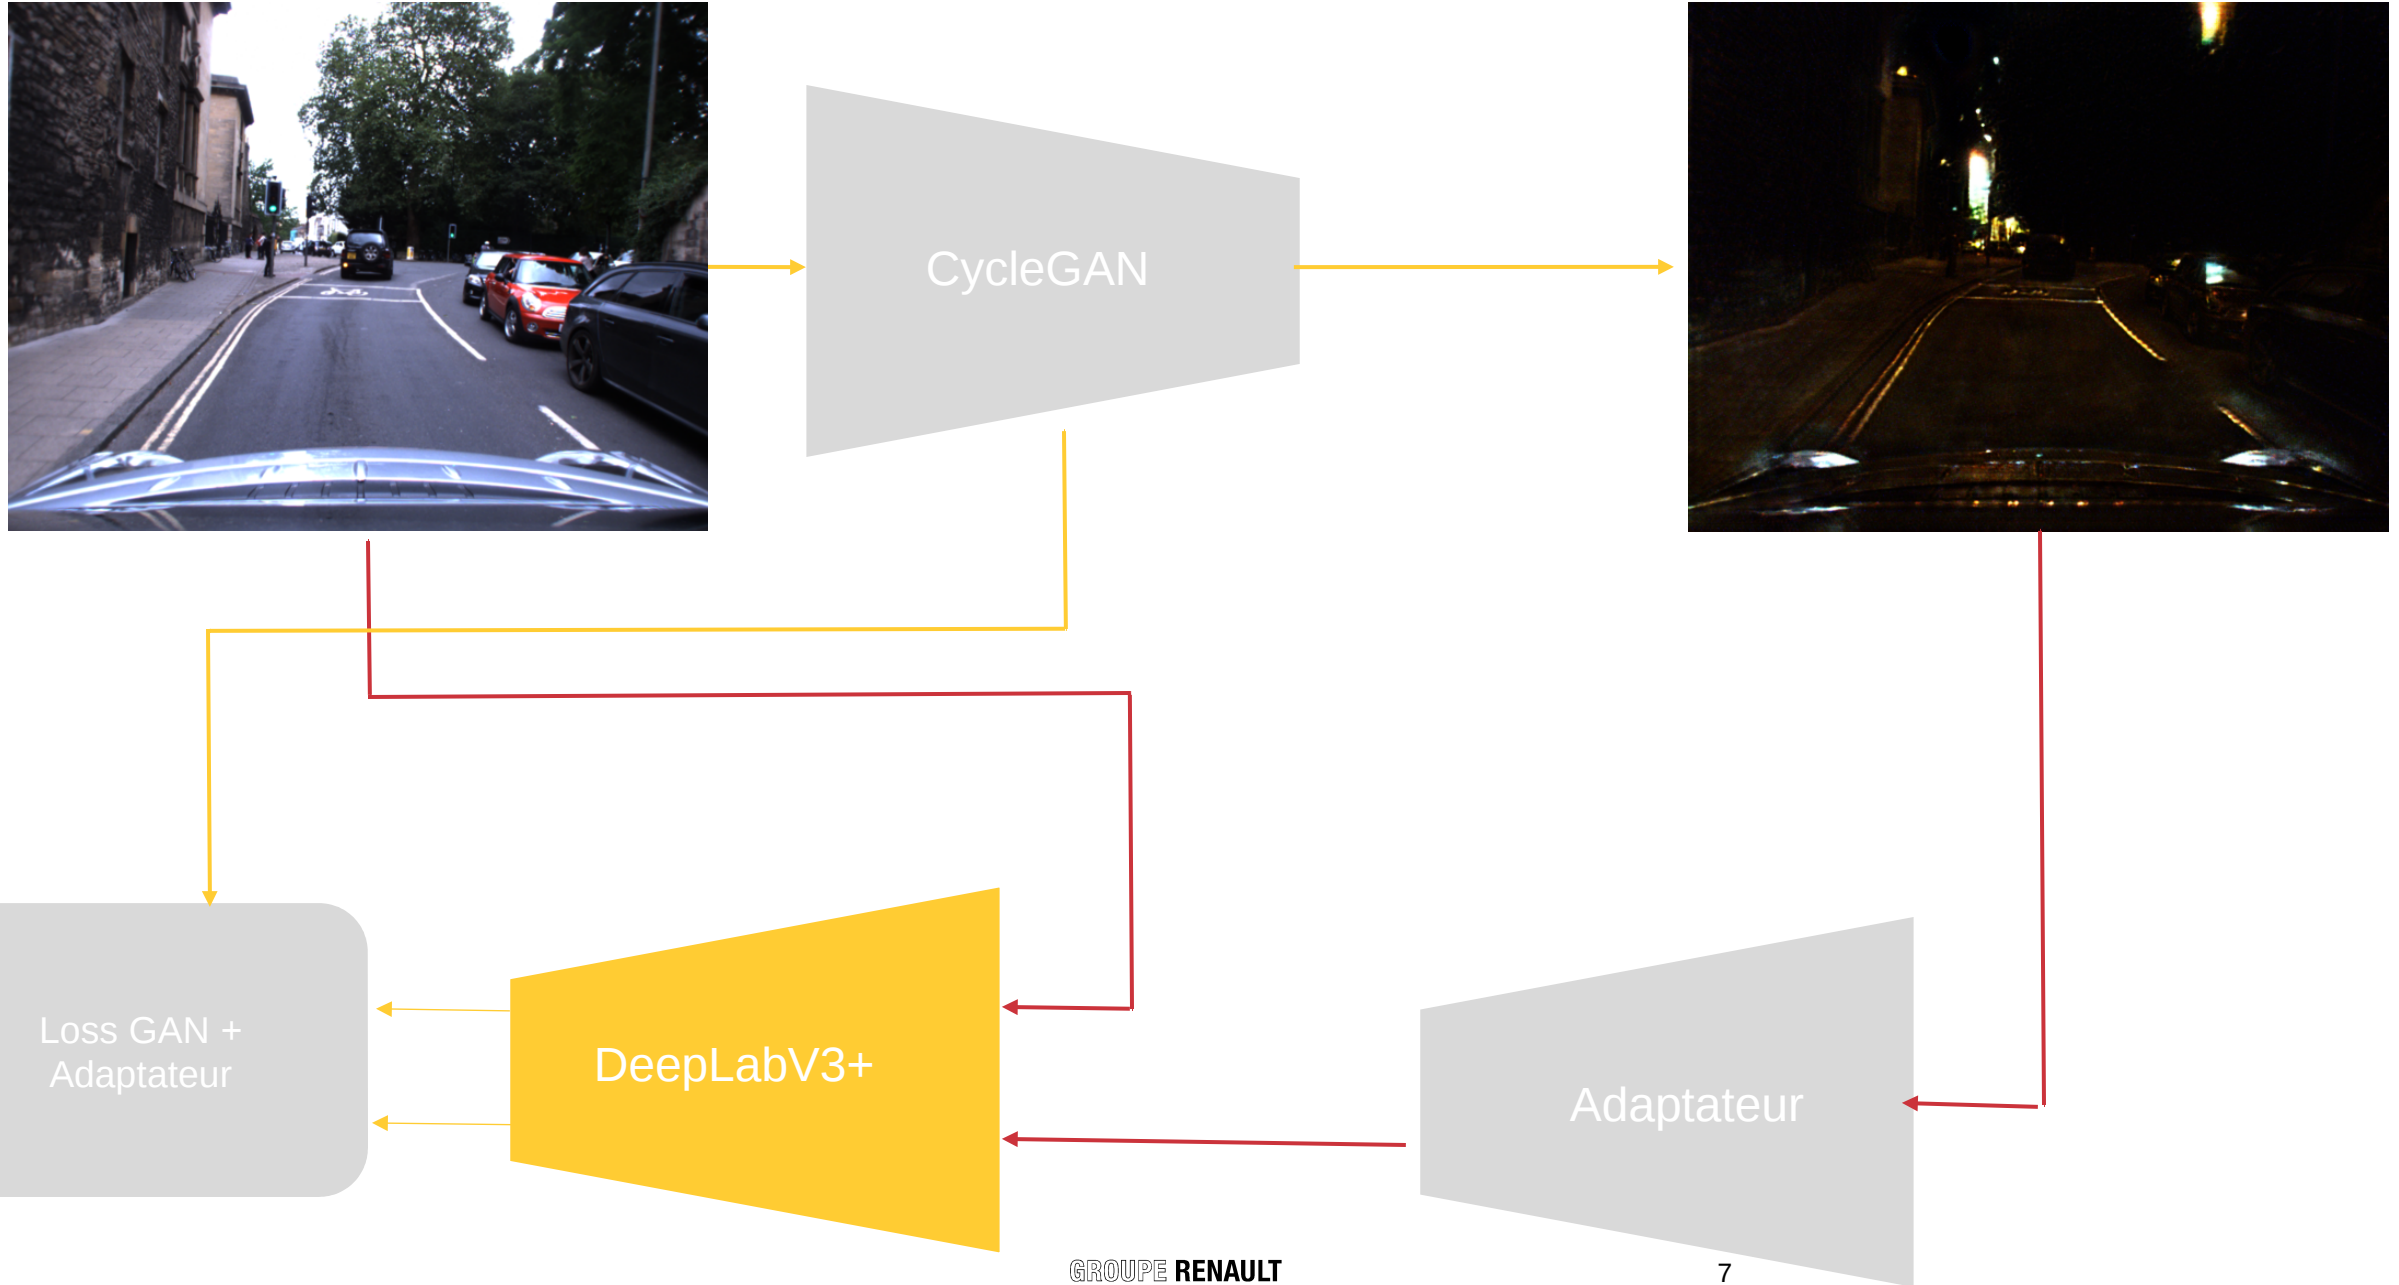 CycleGAN
Loss GAN +
Adaptateur
DeepLabV3+
Adaptateur
GROUPE RENAULT
7